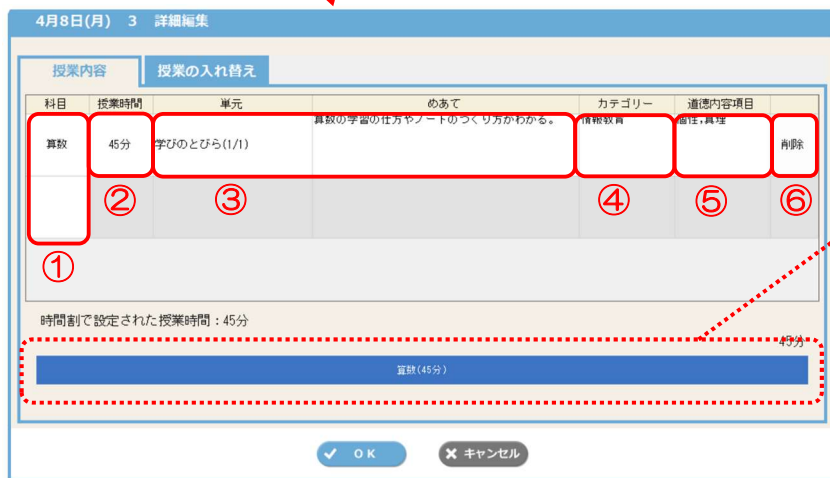 4月8日(月) 3 詳細編集
授業内容 授業の入れ替え
科目 授業時間 単元 めあて カテゴリー 道徳内容項目
算数 45分 学びのとびら(1/1) 算数の学習の仕方やノートのつくり方がわかる。 情報教育 個性,真理 削除
② ③ ④ ⑤ ⑥
①
時間割で設定された授業時間：45分
45分
算数(45分)
OK キャンセル